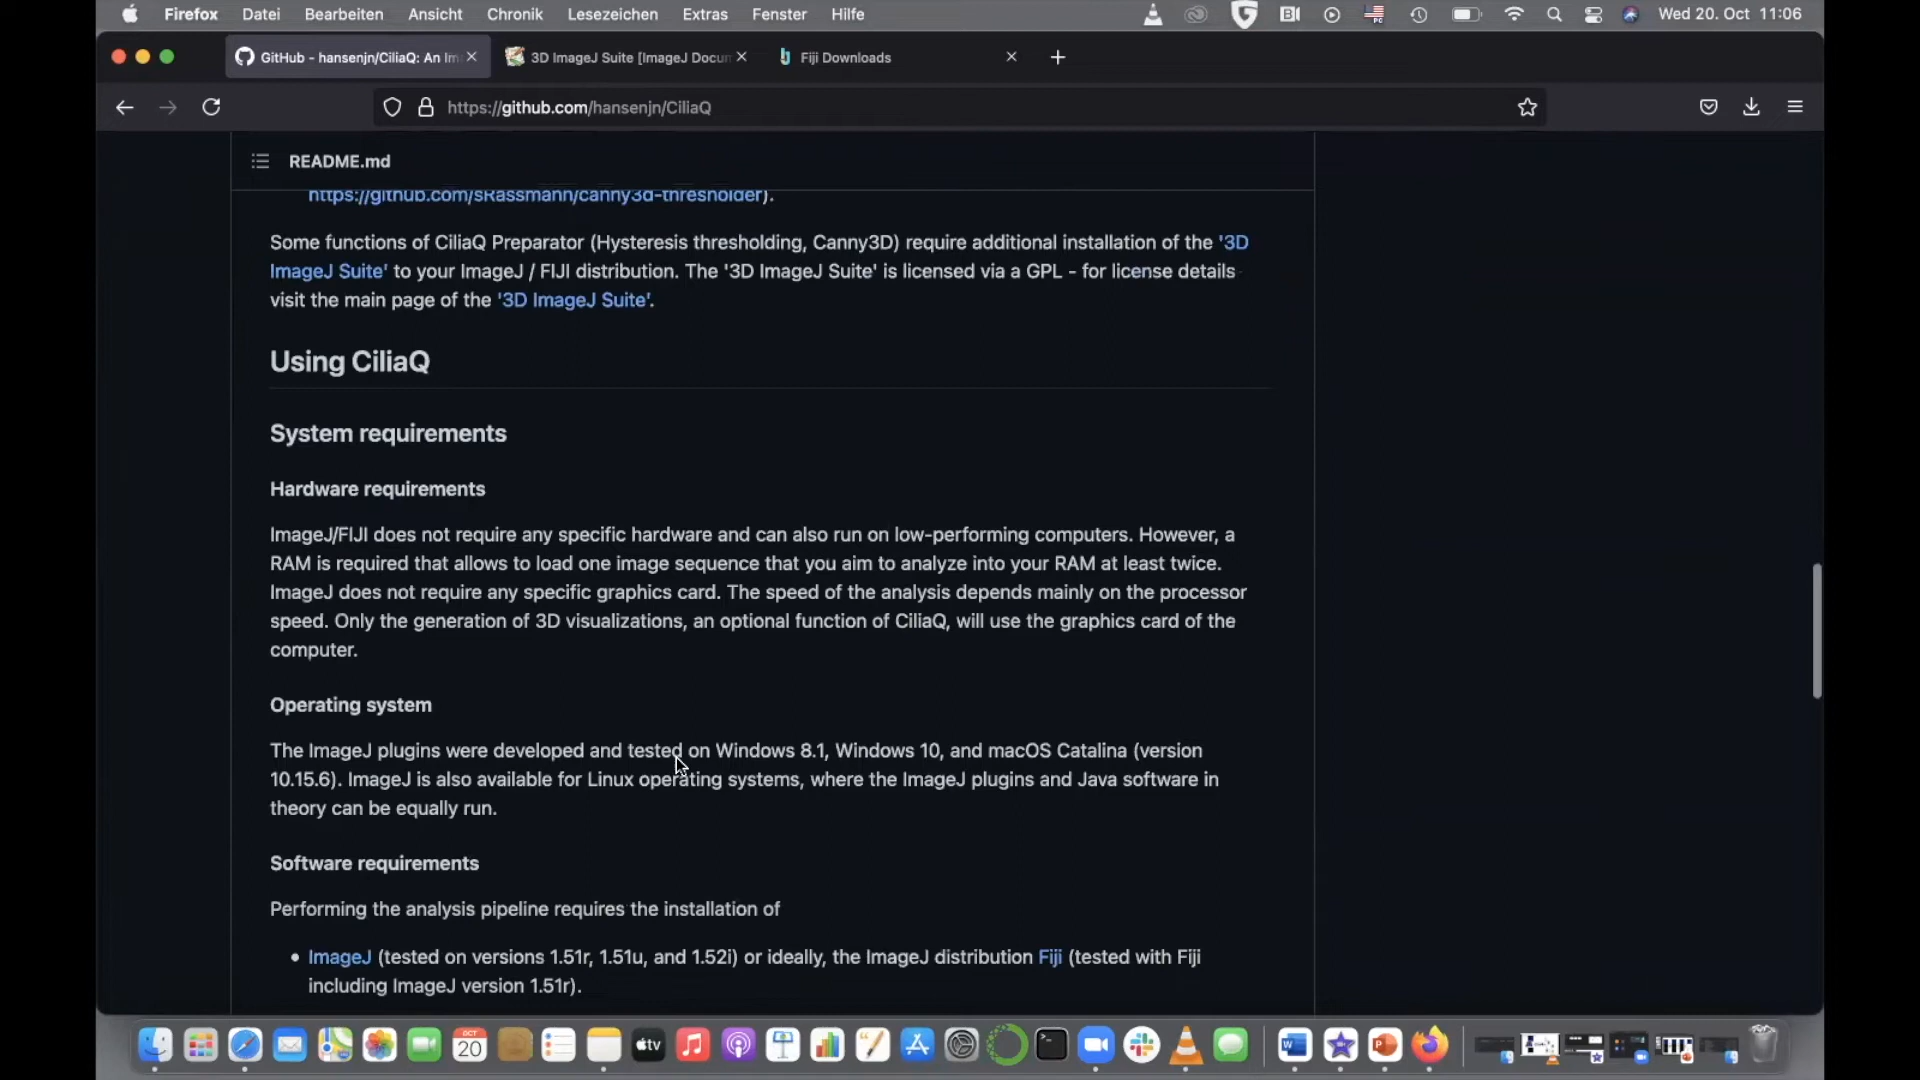 Firefox Datei Bearbeiten Ansicht Chronik Lesezeichen Extras Fenster Hilfe Wed 20. Oct 11:06
GitHub - hansenjn/CiliaQ: An Im 3D ImageJ Suite [ImageJ Docum Fiji Downloads
https://github.com/hansenjn/CiliaQ
README.md
https://github.com/sRassmann/canny3d-thresholder).
Some functions of CiliaQ Preparator (Hysteresis thresholding, Canny3D) require additional installation of the '3D
ImageJ Suite' to your ImageJ / FIJI distribution. The '3D ImageJ Suite' is licensed via a GPL - for license details
visit the main page of the '3D ImageJ Suite'.
Using CiliaQ
System requirements
Hardware requirements
ImageJ/FIJI does not require any specific hardware and can also run on low-performing computers. However, a
RAM is required that allows to load one image sequence that you aim to analyze into your RAM at least twice.
ImageJ does not require any specific graphics card. The speed of the analysis depends mainly on the processor
speed. Only the generation of 3D visualizations, an optional function of CiliaQ, will use the graphics card of the
computer.
Operating system
The ImageJ plugins were developed and tested on Windows 8.1, Windows 10, and macOS Catalina (version
10.15.6). ImageJ is also available for Linux operating systems, where the ImageJ plugins and Java software in
theory can be equally run.
Software requirements
Performing the analysis pipeline requires the installation of
• ImageJ (tested on versions 1.51r, 1.51u, and 1.52i) or ideally, the ImageJ distribution Fiji (tested with Fiji
including ImageJ version 1.51r).
OCT
20
tv
W
P